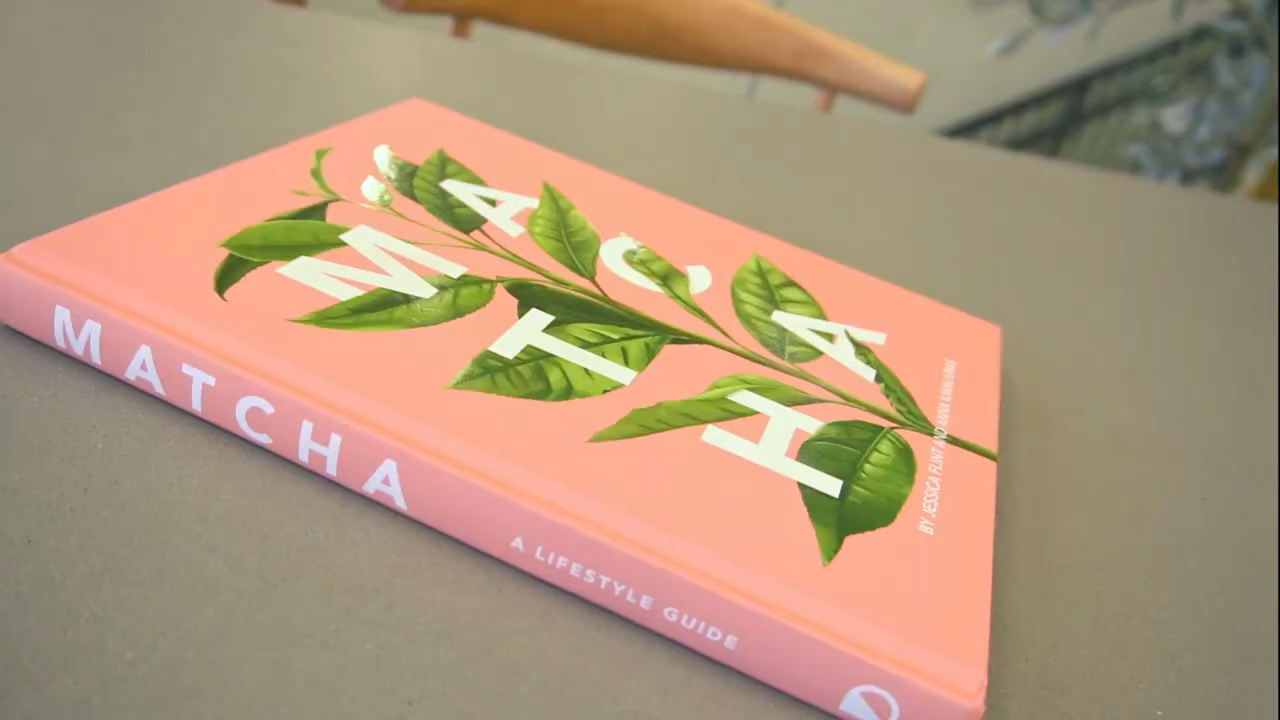 MATCHA
BY JESSICA FLINT AND ANNA KAVALIUNAS
MATCHA
A LIFESTYLE GUIDE